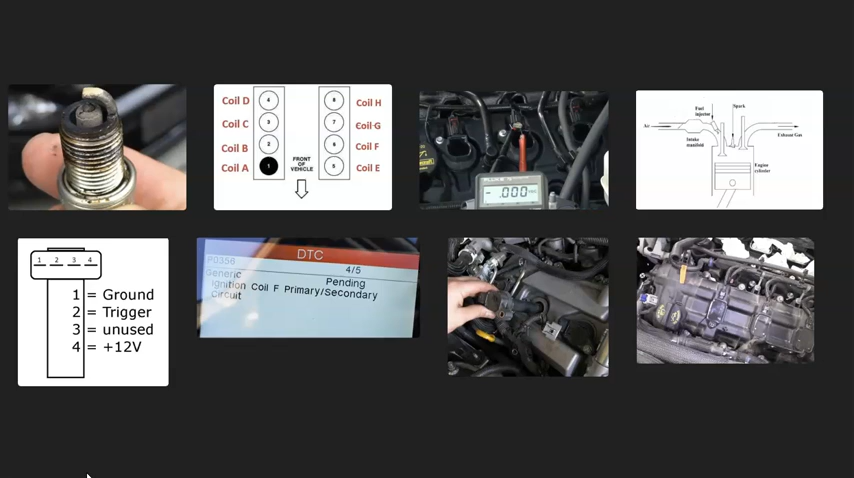 Coil D 4
8 Coil H
Coil C 3
7 Coil G
Coil B 2
6 Coil F
Coil A 1
5 Coil E
FRONT
OF
VEHICLE
.000
Fuel
injector
Spark
Air
Intake
manifold
Exhaust Gas
Engine
cylinder
1 2 3 4
1 = Ground
2 = Trigger
3 = unused
4 = +12V
DTC
P0356
4/5
Generic
Pending
Ignition Coil F Primary/Secondary
Circuit